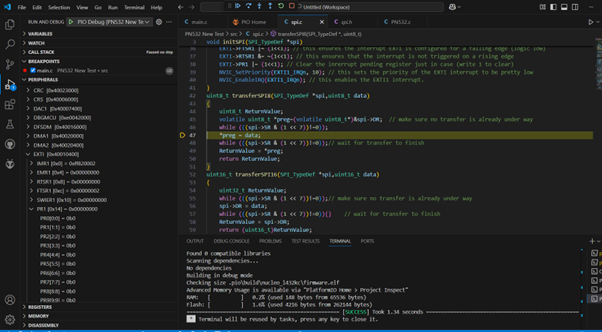 File Edit Selection View Go Run Terminal Help
Untitled (Workspace)
RUN AND DEBUG PIO Debug (PNS32 New Te
main.c
PIO Home
spi.c
spi.h
PNS32.s
VARIABLES
WATCH
CALL STACK Paused on step
BREAKPOINTS
main.c PNS32 New Test • src 69
PERIPHERALS
CRC [0x40023000]
CRS [0x40006000]
DAC1 [0x40007400]
DBGMCU [0xe0042000]
DFSDM [0x40016000]
DMA1 [0x40020000]
DMA2 [0x40020400]
EXTI [0x40010400]
IMR1 [0x0] = 0xff820002
EMR1 [0x4] = 0x00000000
RTSR1 [0x8] = 0x00000000
FTSR1 [0xc] = 0x00000002
SWIER1 [0x10] = 0x00000000
PR1 [0x14] = 0x00000000
PR0[0:0] = 0b0
PR1[1:1] = 0b0
PR2[2:2] = 0b0
PR3[3:3] = 0b0
PR4[4:4] = 0b0
PR5[5:5] = 0b0
PR6[6:6] = 0b0
PR7[7:7] = 0b0
PR8[8:8] = 0b0
PR9[9:9] = 0b0
REGISTERS
MEMORY
PNS32 New Test > src > spi.c > transferSPI8(SPI_TypeDef *, uint8_t)
3 void initSPI(SPI_TypeDef *spi)
EXTI->FTSR1 |= (1<<1); // this ensures the interrupt EXTI is configured for a falling edge (logic low)
EXTI->RTSR1 &= ~(1<<1); // this ensures that the interrupt is not triggered on a rising edge
EXTI->PR1 |= (1<<1); // Clear the innerrupt pending register just in case (write 1 to clear)
NVIC_SetPriority(EXTI1_IRQn, 10); // this sets the priority of the EXTI interrupt to be pretty low
NVIC_EnableIRQ(EXTI1_IRQn); // this enables the EXTI1 interrupt.
}
uint8_t transferSPI8(SPI_TypeDef *spi,uint8_t data)
{
uint8_t ReturnValue;
volatile uint8_t *preg=(volatile uint8_t*)&spi->DR; // make sure no transfer is already under way
while (((spi->SR & (1 << 7))!=0));
47 *preg = data;
while (((spi->SR & (1 << 7))!=0));// wait for transfer to finish
ReturnValue = *preg;
return ReturnValue;
}
uint16_t transferSPI16(SPI_TypeDef *spi,uint16_t data)
{
uint32_t ReturnValue;
while (((spi->SR & (1 << 7))!=0));// make sure no transfer is already under way
spi->DR = data;
while (((spi->SR & (1 << 7))!=0)){} // wait for transfer to finish
ReturnValue = spi->DR;
return (uint16_t)ReturnValue;
OUTPUT DEBUG CONSOLE PROBLEMS TEST RESULTS TERMINAL PORTS
Found 0 compatible libraries
Scanning dependencies...
No dependencies
Building in debug mode
Checking size .pio\build\nucleo_l432kc\firmware.elf
Advanced Memory Usage is available via "PlatformIO Home > Project Inspect"
RAM: [ ] 0.2% (used 148 bytes from 65536 bytes)
Flash: [ ] 1.6% (used 4216 bytes from 262144 bytes)
[SUCCESS] Took 1.34 seconds
* Terminal will be reused by tasks, press any key to close it.